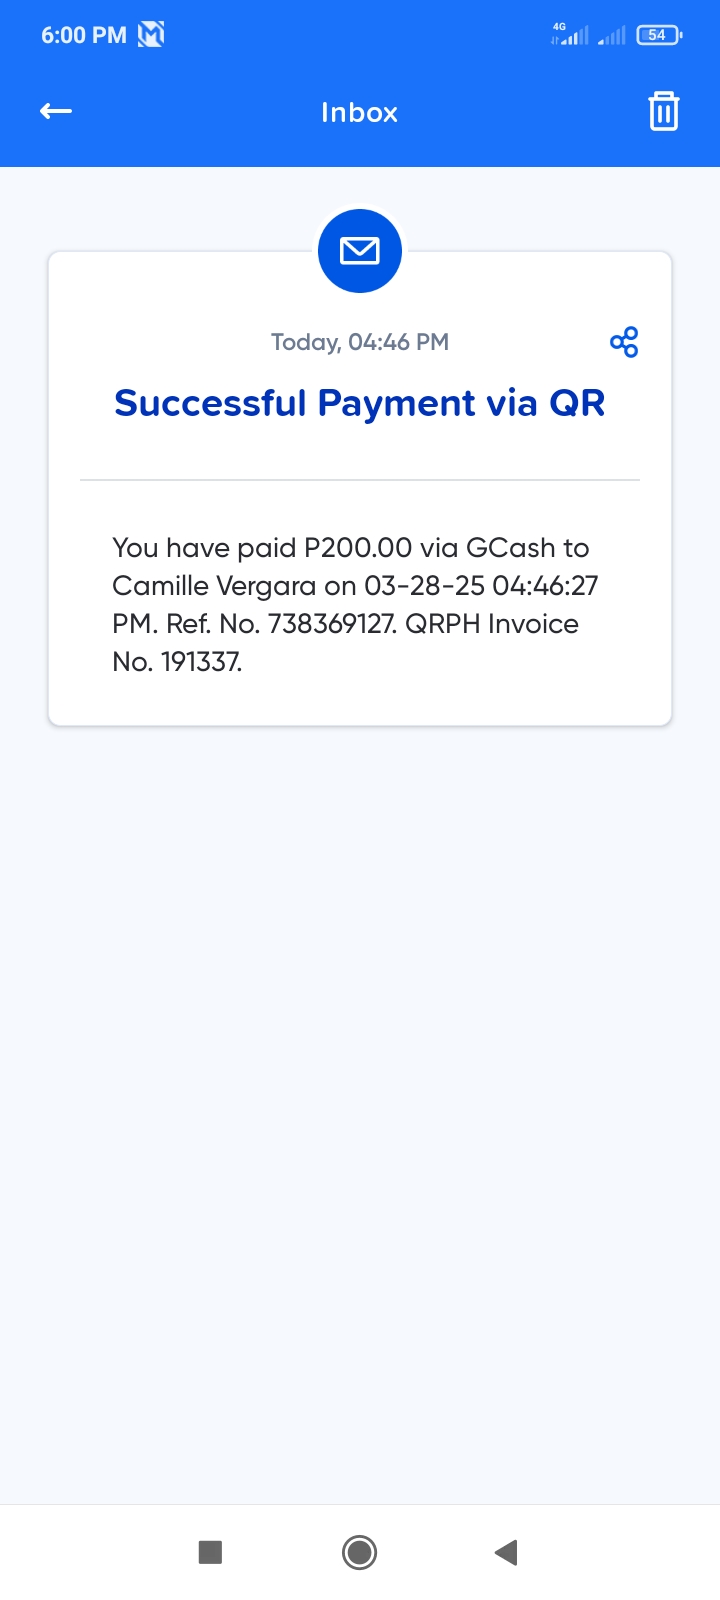 6:00 PM
4G
54
Inbox
Today, 04:46 PM
Successful Payment via QR
You have paid P200.00 via GCash to
Camille Vergara on 03-28-25 04:46:27
PM. Ref. No. 738369127. QRPH Invoice
No. 191337.